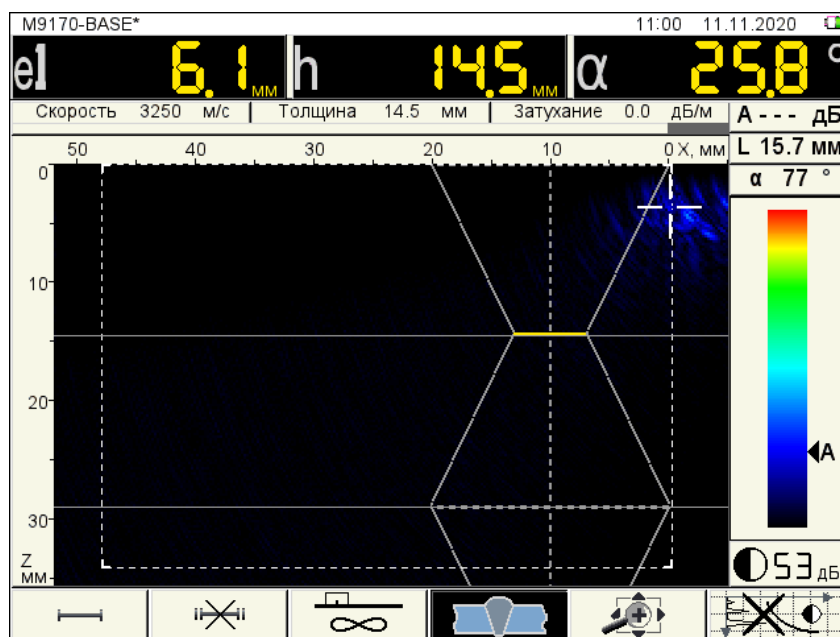 M9170-BASE* 11:00 11.11.2020
e1 6.1 мм h 14.5 мм α 25.8 °
Скорость 3250 м/с Толщина 14.5 мм Затухание 0.0 дБ/м
A --- дБ
L 15.7 мм
α 77 °
50 40 30 20 10 0 X, мм
0
10
20
30
Z
мм
A
53 дБ